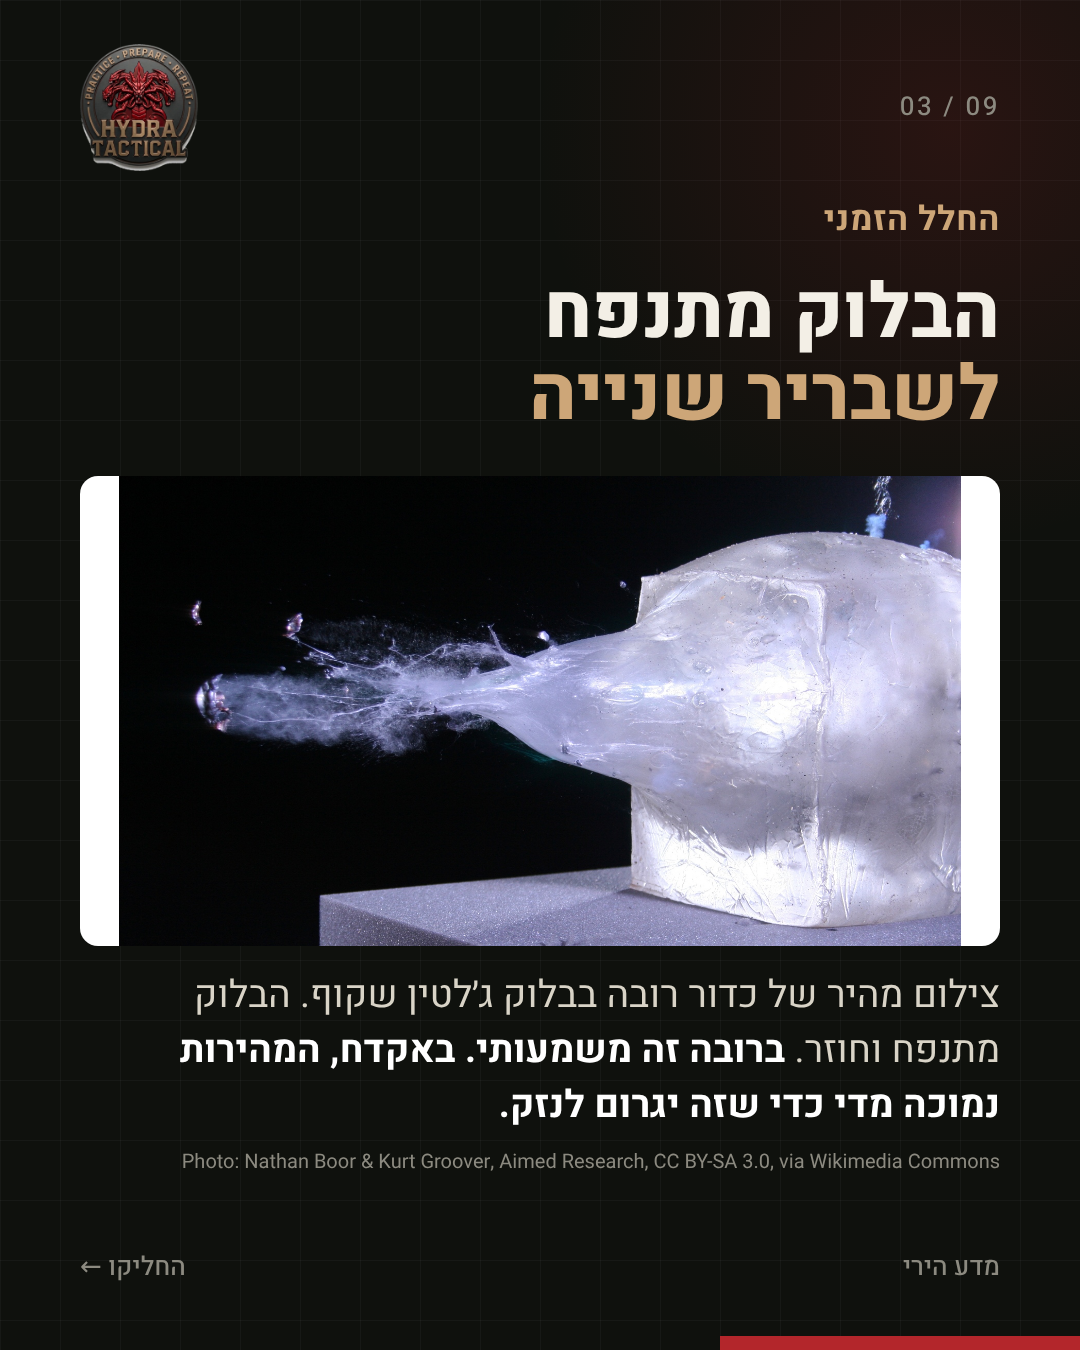 PRACTICE · PREPARE · REPEAT
HYDRA
TACTICAL
03 / 09
החלל הזמני
הבלוק מתנפח
לשבריר שנייה
צילום מהיר של כדור רובה בבלוק ג׳לטין שקוף. הבלוק
מתנפח וחוזר. ברובה זה משמעותי. באקדח, המהירות
נמוכה מדי כדי שזה יגרום לנזק.
Photo: Nathan Boor & Kurt Groover, Aimed Research, CC BY-SA 3.0, via Wikimedia Commons
מדע הירי
החליקו ←